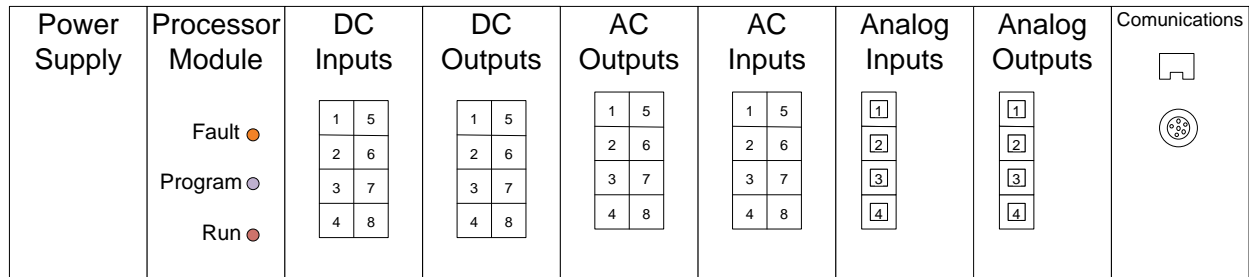 Power
Supply
Processor
Module
Fault
Program
Run
DC
Inputs
1 5
2 6
3 7
4 8
DC
Outputs
1 5
2 6
3 7
4 8
AC
Outputs
1 5
2 6
3 7
4 8
AC
Inputs
1 5
2 6
3 7
4 8
Analog
Inputs
1
2
3
4
Analog
Outputs
1
2
3
4
Comunications